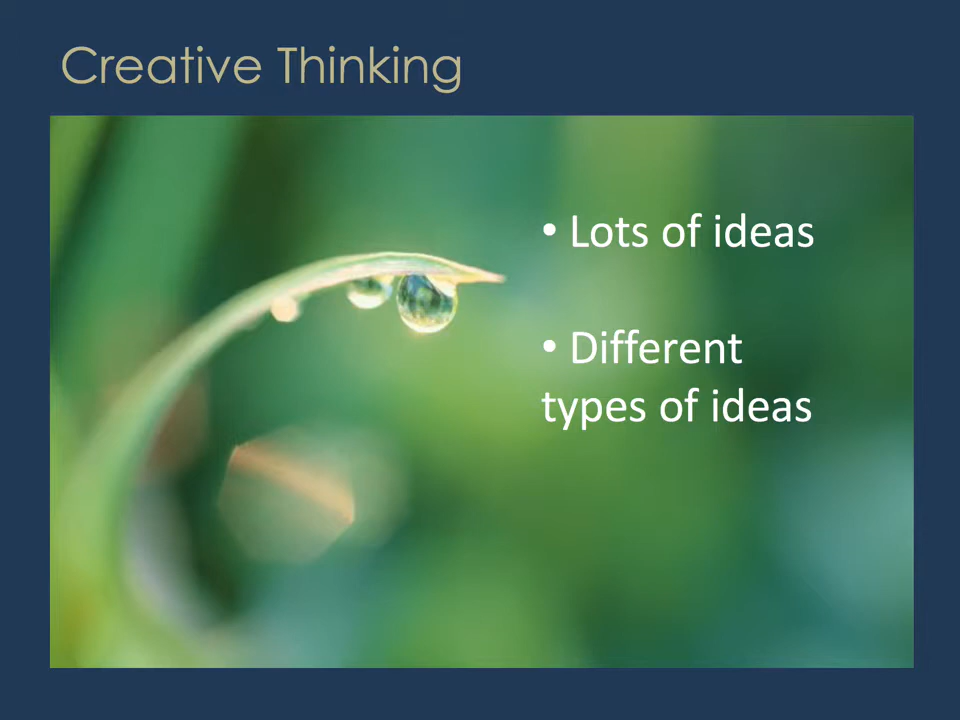 Creative Thinking
• Lots of ideas
• Different
types of ideas